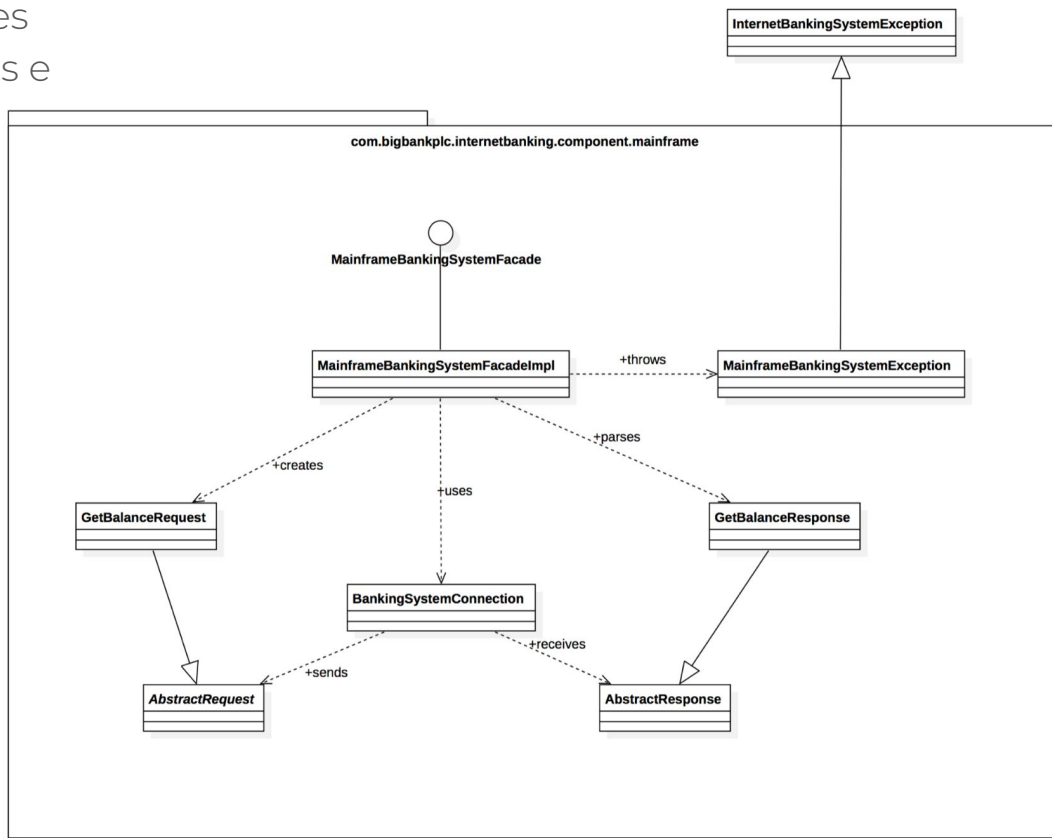 es
s e
InternetBankingSystemException
com.bigbankplc.internetbanking.component.mainframe
MainframeBankingSystemFacade
MainframeBankingSystemFacadeImpl
+throws
MainframeBankingSystemException
+creates
+uses
+parses
GetBalanceRequest
GetBalanceResponse
BankingSystemConnection
+sends
+receives
AbstractRequest
AbstractResponse